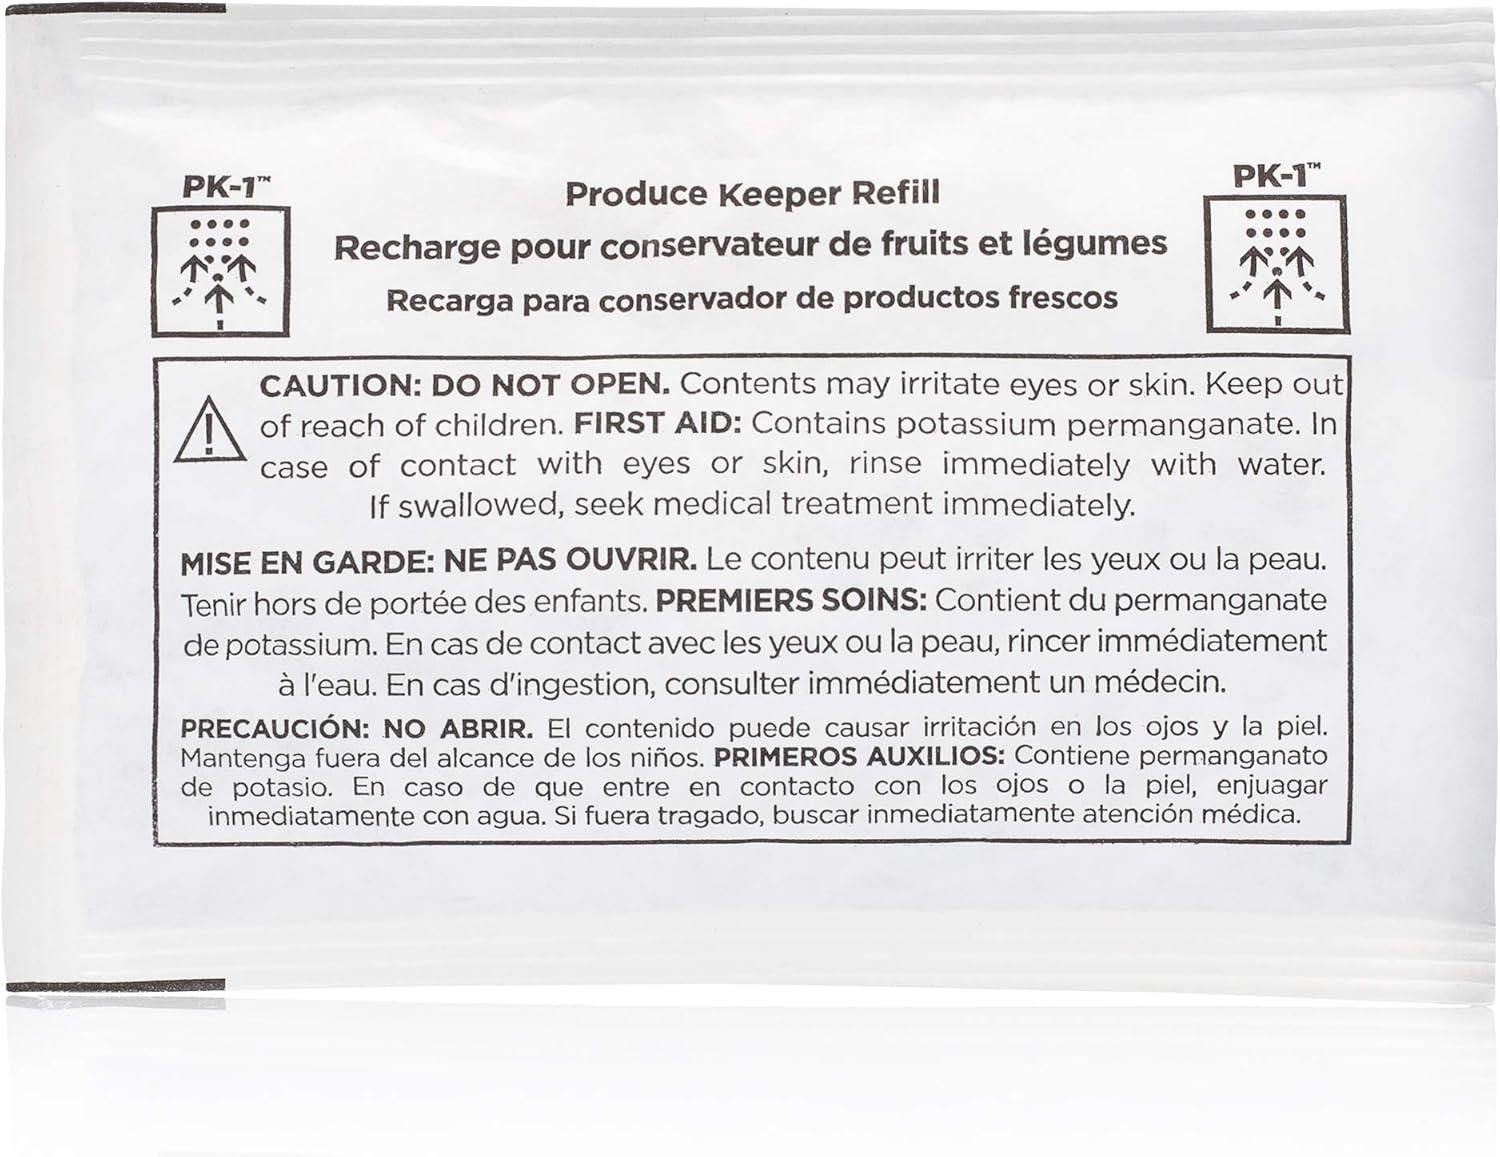 PK-1™
PK-1™
Produce Keeper Refill
Recharge pour conservateur de fruits et légumes
Recarga para conservador de productos frescos
CAUTION: DO NOT OPEN. Contents may irritate eyes or skin. Keep out
of reach of children. FIRST AID: Contains potassium permanganate. In
case of contact with eyes or skin, rinse immediately with water.
If swallowed, seek medical treatment immediately.
MISE EN GARDE: NE PAS OUVRIR. Le contenu peut irriter les yeux ou la peau.
Tenir hors de portée des enfants. PREMIERS SOINS: Contient du permanganate
de potassium. En cas de contact avec les yeux ou la peau, rincer immédiatement
à l'eau. En cas d'ingestion, consulter immédiatement un médecin.
PRECAUCIÓN: NO ABRIR. El contenido puede causar irritación en los ojos y la piel.
Mantenga fuera del alcance de los niños. PRIMEROS AUXILIOS: Contiene permanganato
de potasio. En caso de que entre en contacto con los ojos o la piel, enjuagar
inmediatamente con agua. Si fuera tragado, buscar inmediatamente atención médica.